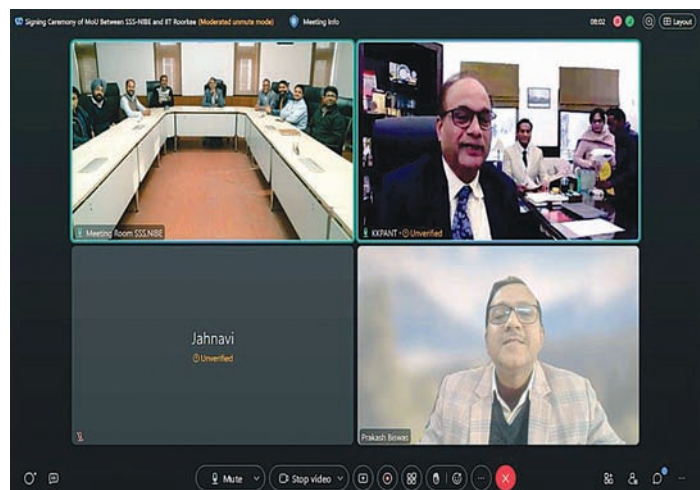 Signing Ceremony of MoU Between SSS-NIBE and IIT Roorkee (Moderated unmute mode)
Meeting info
08:02
Layout
Meeting Room SSS,NIBE
KKPANT • Unverified
Jahnavi
Unverified
Prakash Biswas
Mute
Stop video